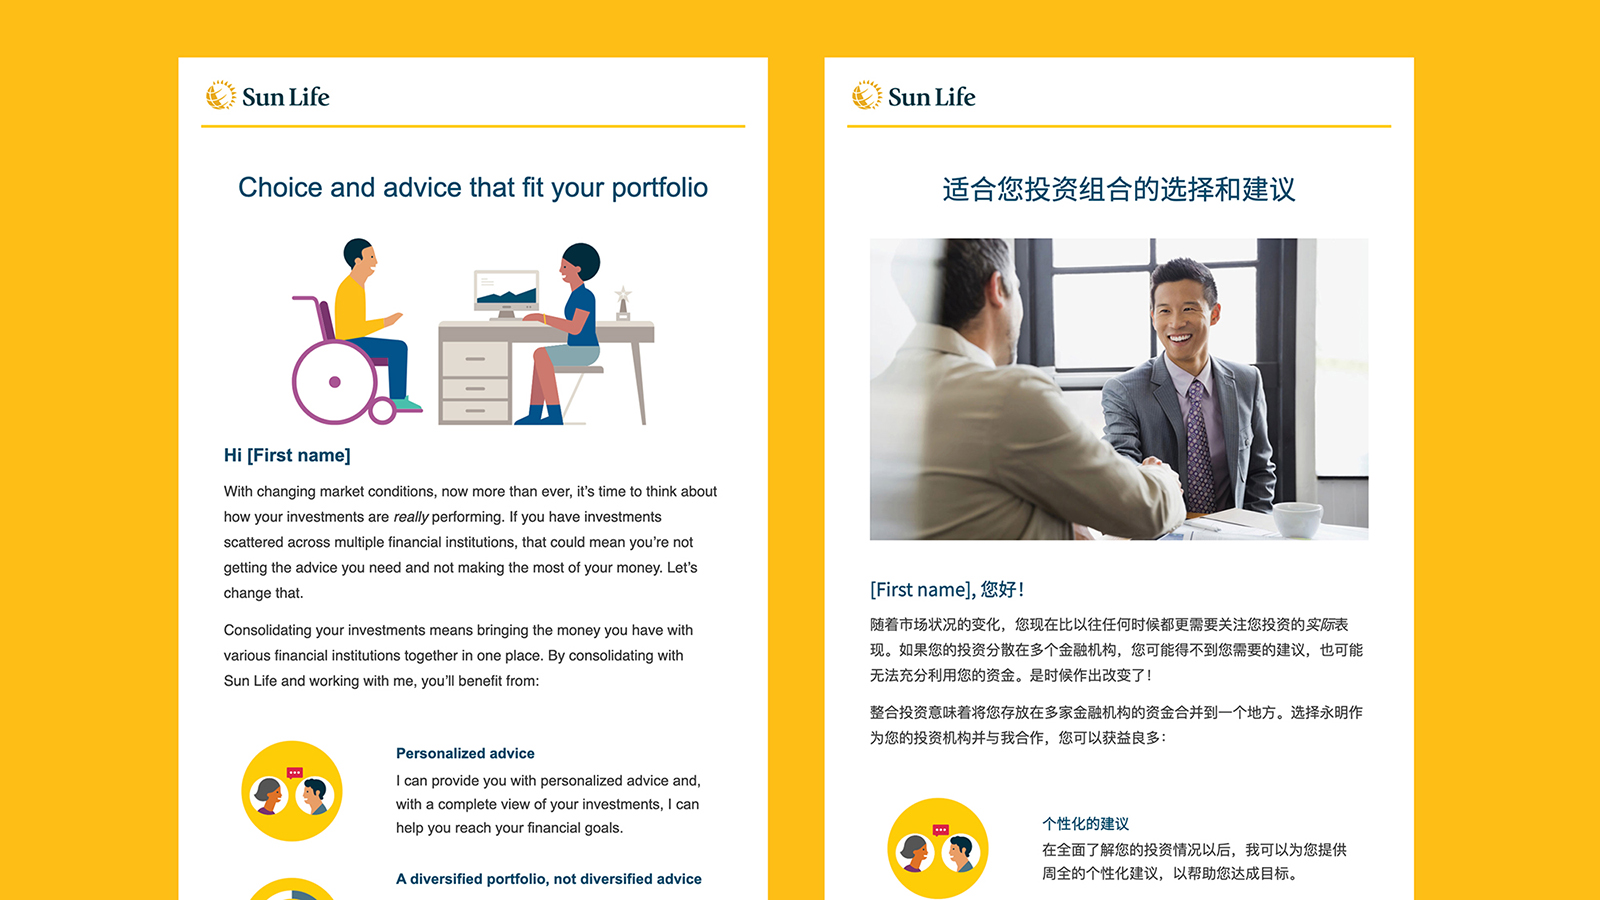 Sun Life
Choice and advice that fit your portfolio
Hi [First name]
With changing market conditions, now more than ever, it’s time to think about
how your investments are really performing. If you have investments
scattered across multiple financial institutions, that could mean you’re not
getting the advice you need and not making the most of your money. Let’s
change that.
Consolidating your investments means bringing the money you have with
various financial institutions together in one place. By consolidating with
Sun Life and working with me, you’ll benefit from:
Personalized advice
I can provide you with personalized advice and,
with a complete view of your investments, I can
help you reach your financial goals.
A diversified portfolio, not diversified advice
Sun Life
适合您投资组合的选择和建议
[First name], 您好！
随着市场状况的变化，您现在比以往任何时候都更需要关注您投资的实际表
现。如果您的投资分散在多个金融机构，您可能得不到您需要的建议，也可能
无法充分利用您的资金。是时候作出改变了！
整合投资意味着将您存放在多家金融机构的资金合并到一个地方。选择永明作
为您的投资机构并与我合作，您可以获益良多：
个性化的建议
在全面了解您的投资情况以后，我可以为您提供
周全的个性化建议，以帮助您达成目标。